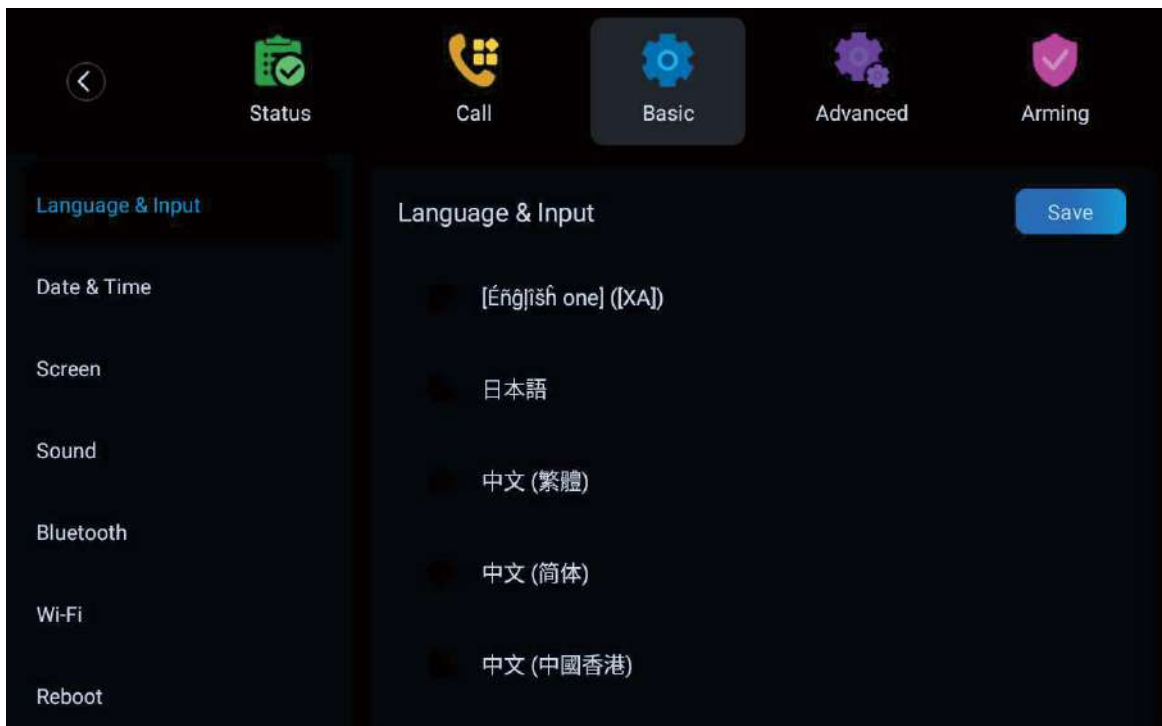 Status
Call
Basic
Advanced
Arming
Language & Input
Date & Time
Screen
Sound
Bluetooth
Wi-Fi
Reboot
Language & Input
Save
[Éñĝļîšĥ one] ([XA])
日本語
中文 (繁體)
中文 (简体)
中文 (中國香港)